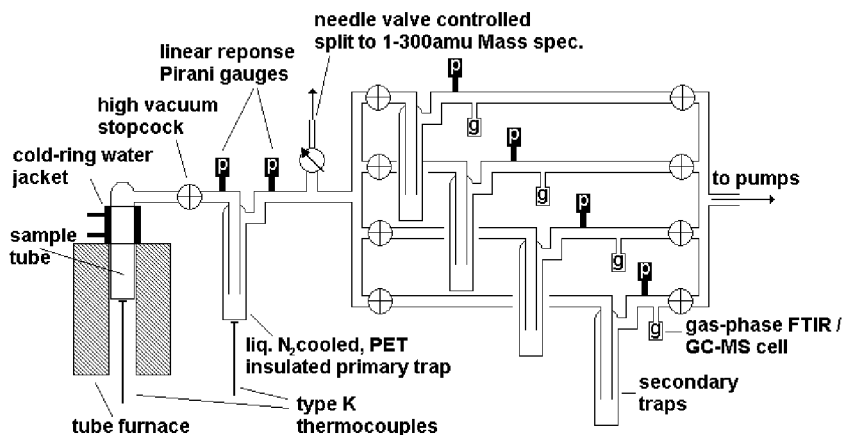 needle valve controlled
split to 1-300amu Mass spec.
linear reponse
Pirani gauges
high vacuum
stopcock
cold-ring water
jacket
sample
tube
p
p
p
g
p
g
p
g
p
g
to pumps
gas-phase FTIR /
GC-MS cell
liq. N2cooled, PET
insulated primary trap
secondary
traps
type K
thermocouples
tube furnace